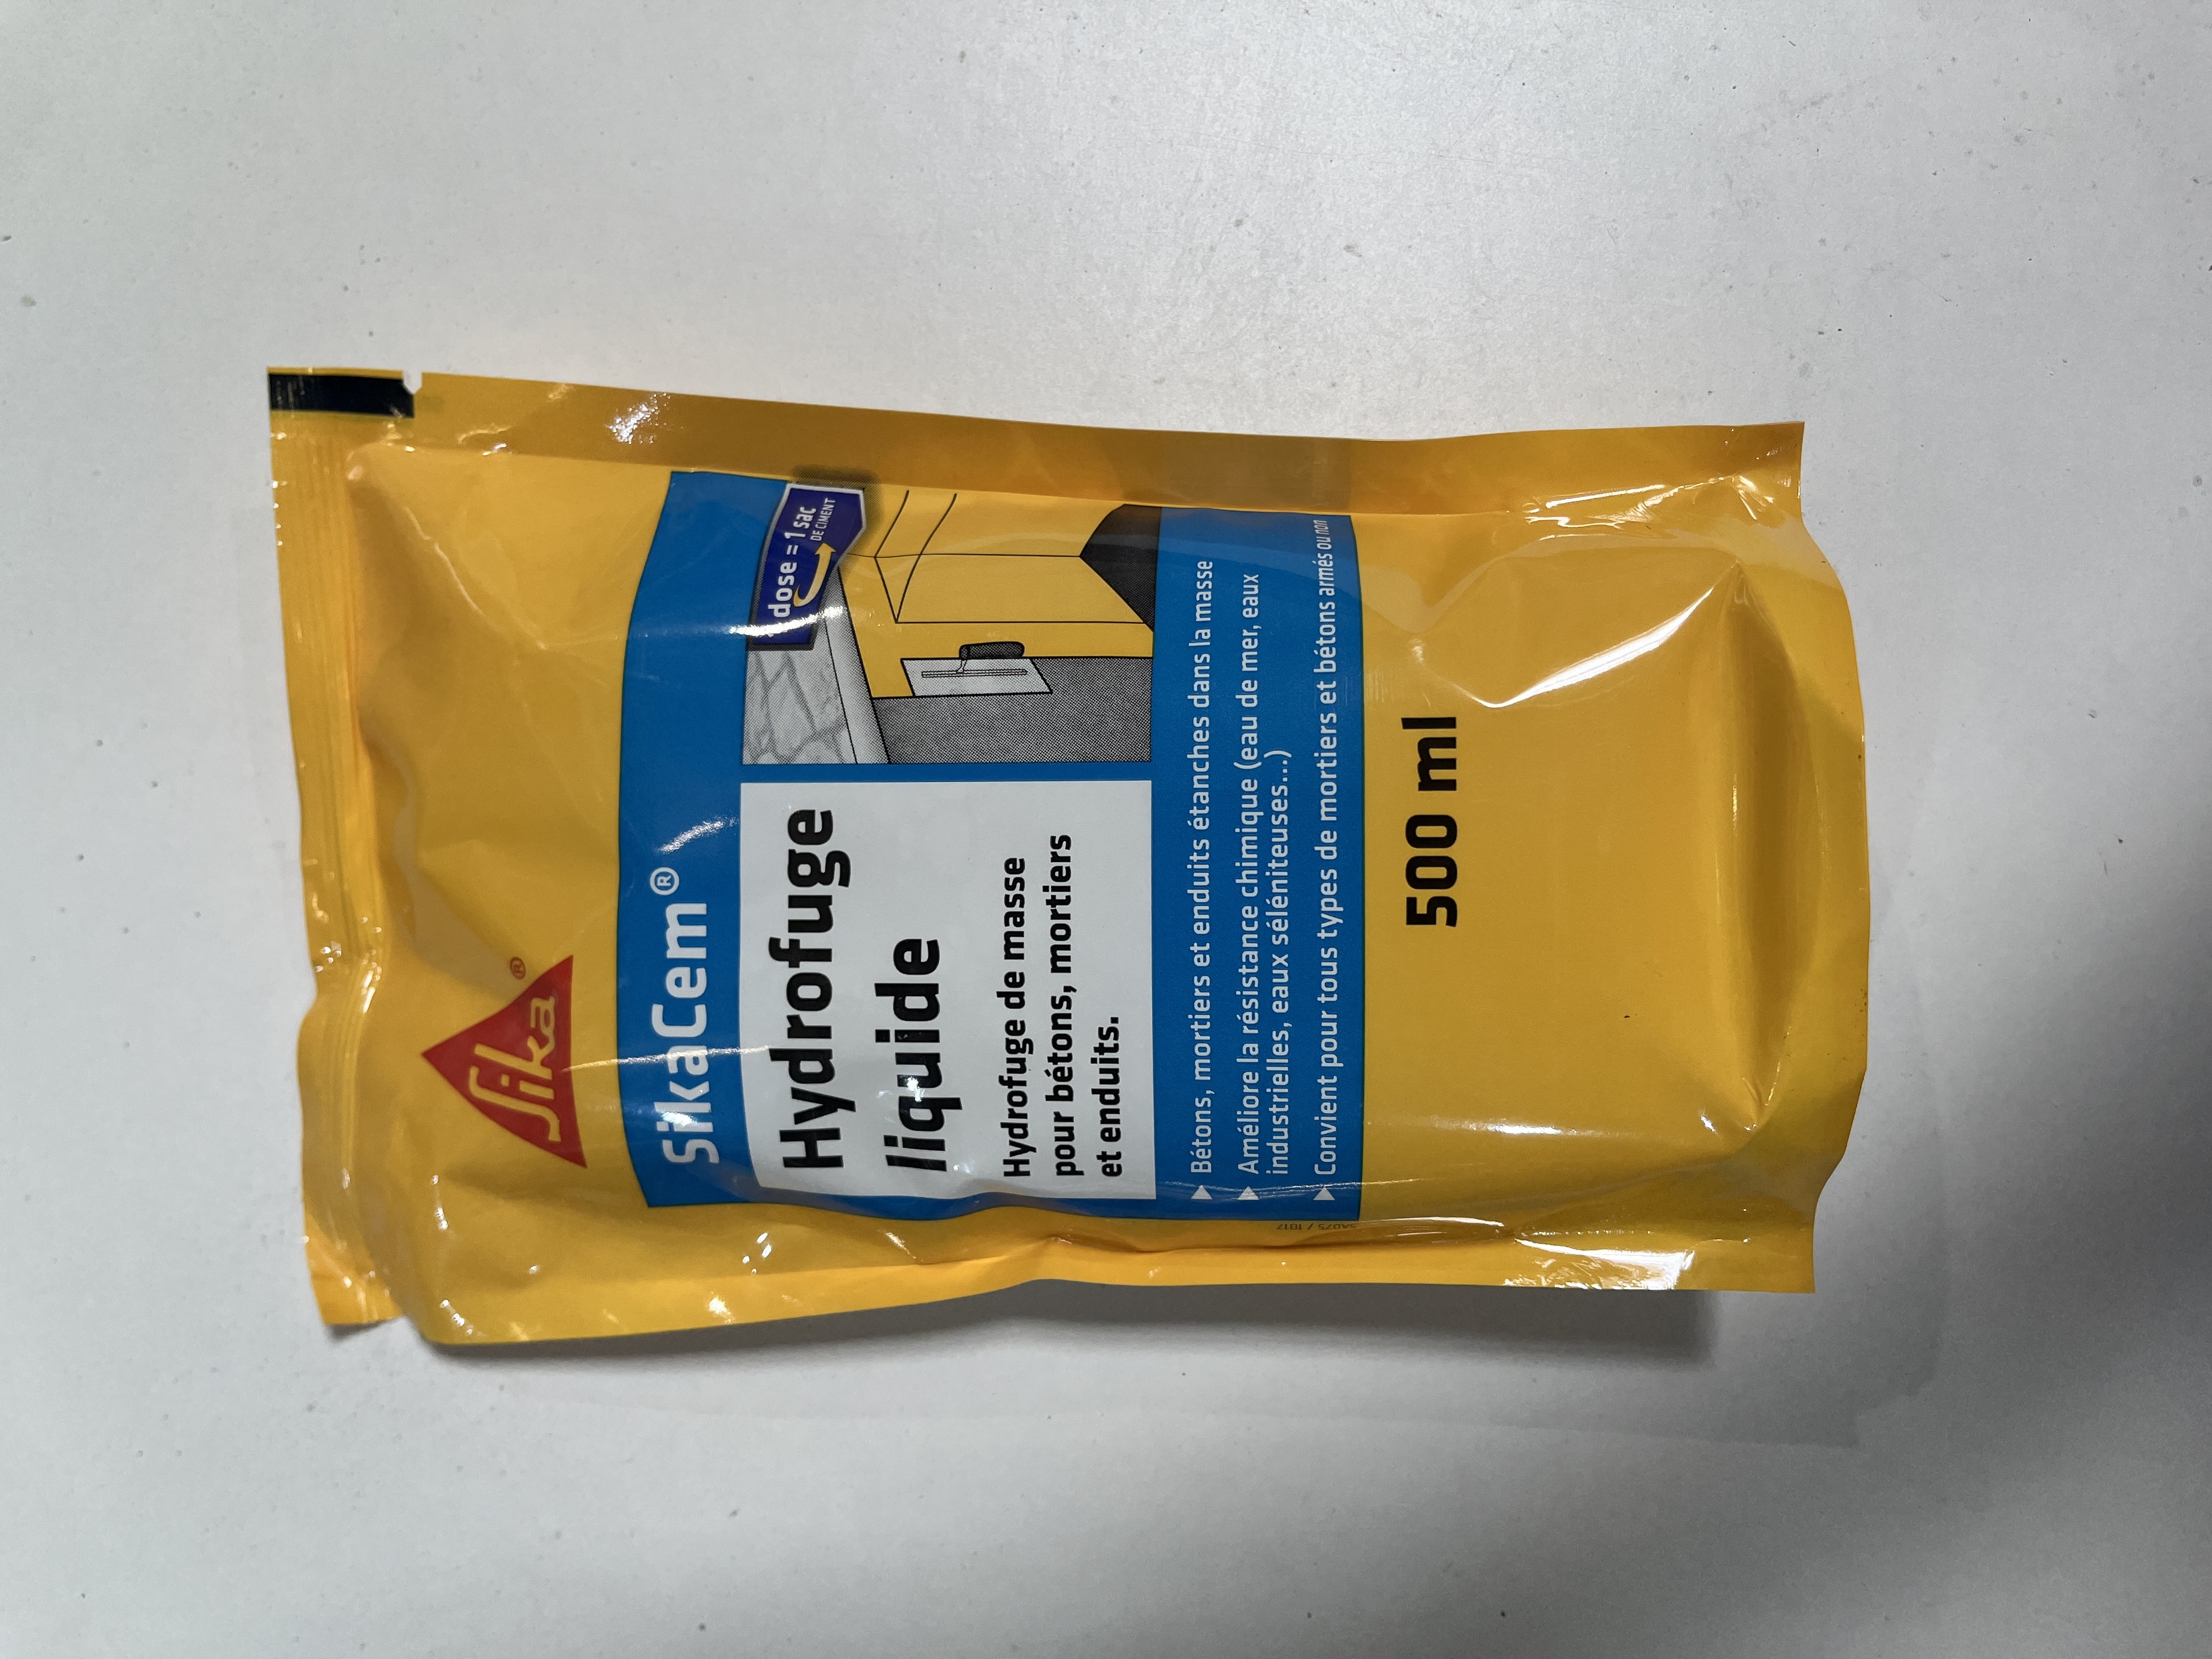 Sika®
SikaCem®
dose = 1 sac
DE CIMENT
Hydrofuge
liquide
Hydrofuge de masse
pour bétons, mortiers
et enduits.
Bétons, mortiers et enduits étanches dans la masse
Améliore la résistance chimique (eau de mer, eaux
industrielles, eaux séléniteuses...)
Convient pour tous types de mortiers et bétons armés ou non
500 ml